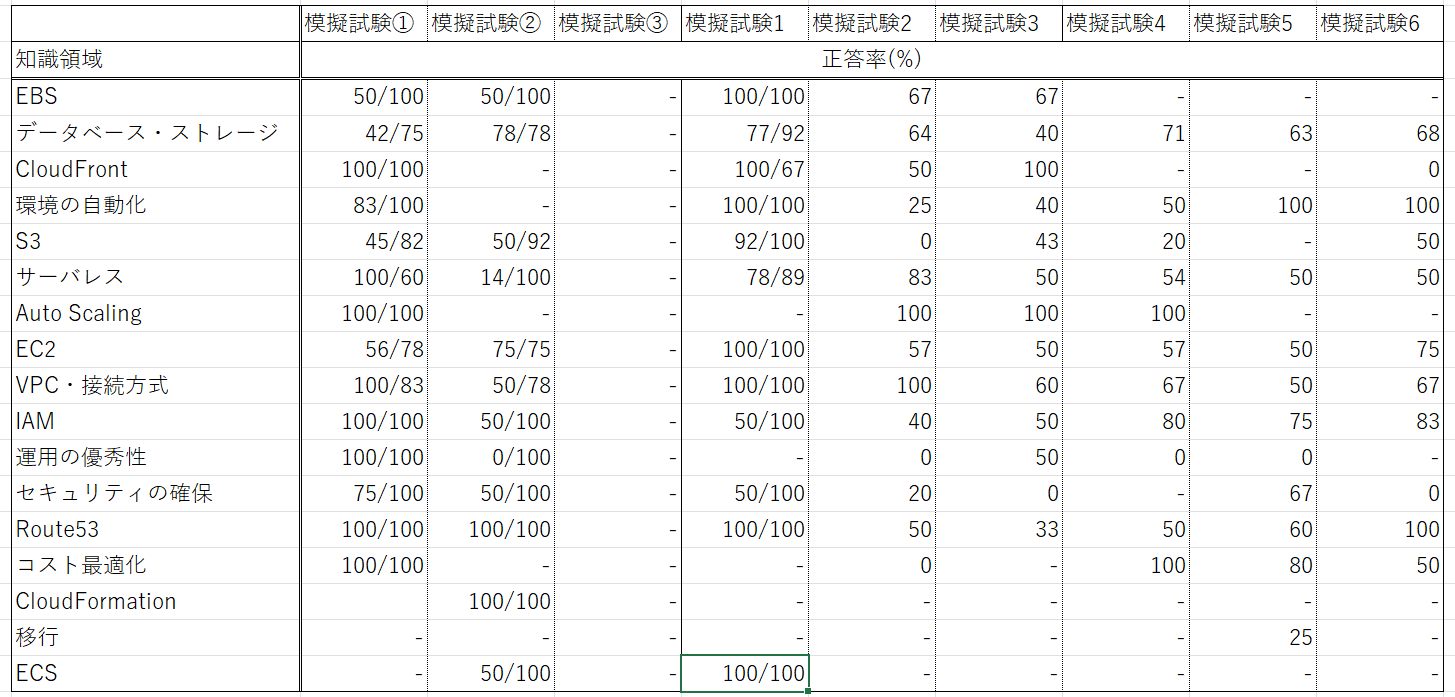 模擬試験① 模擬試験② 模擬試験③ 模擬試験1 模擬試験2 模擬試験3 模擬試験4 模擬試験5 模擬試験6
知識領域 正答率(%)
EBS 50/100 50/100 - 100/100 67 67 - - -
データベース・ストレージ 42/75 78/78 - 77/92 64 40 71 63 68
CloudFront 100/100 - - 100/67 50 100 - - 0
環境の自動化 83/100 - - 100/100 25 40 50 100 100
S3 45/82 50/92 - 92/100 0 43 20 - 50
サーバレス 100/60 14/100 - 78/89 83 50 54 50 50
Auto Scaling 100/100 - - - 100 100 100 - -
EC2 56/78 75/75 - 100/100 57 50 57 50 75
VPC・接続方式 100/83 50/78 - 100/100 100 60 67 50 67
IAM 100/100 50/100 - 50/100 40 50 80 75 83
運用の優秀性 100/100 0/100 - - 0 50 0 0 -
セキュリティの確保 75/100 50/100 - 50/100 20 0 - 67 0
Route53 100/100 100/100 - 100/100 50 33 50 60 100
コスト最適化 100/100 - - - 0 - 100 80 50
CloudFormation 100/100 - - - - - - -
移行 - - - - - - - 25 -
ECS - 50/100 - 100/100 - - - - -